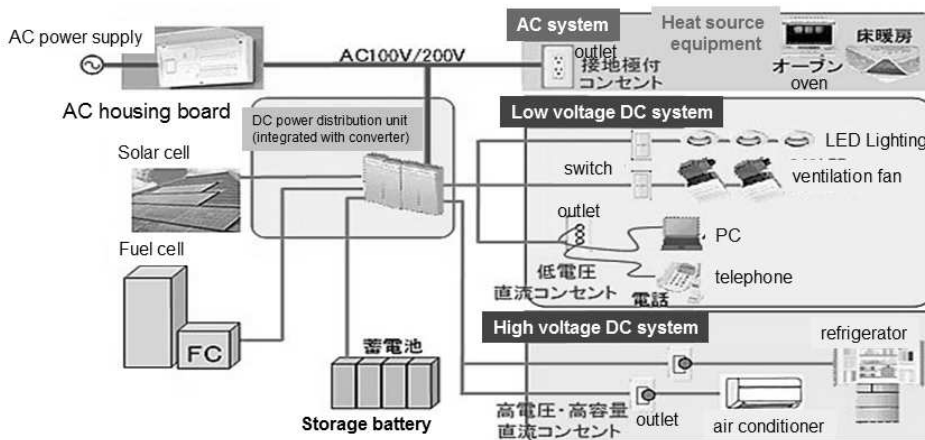 AC power supply
AC housing board
AC100V/200V
AC system
Heat source
equipment
outlet
接地極付
コンセント
オーブン
oven
床暖房
DC power distribution unit
(integrated with converter)
Solar cell
Fuel cell
FC
蓄電池
Storage battery
Low voltage DC system
LED Lighting
switch
ventilation fan
outlet
PC
低電圧
直流コンセント
電話
telephone
High voltage DC system
refrigerator
高電圧・高容量
直流コンセント
outlet
air conditioner